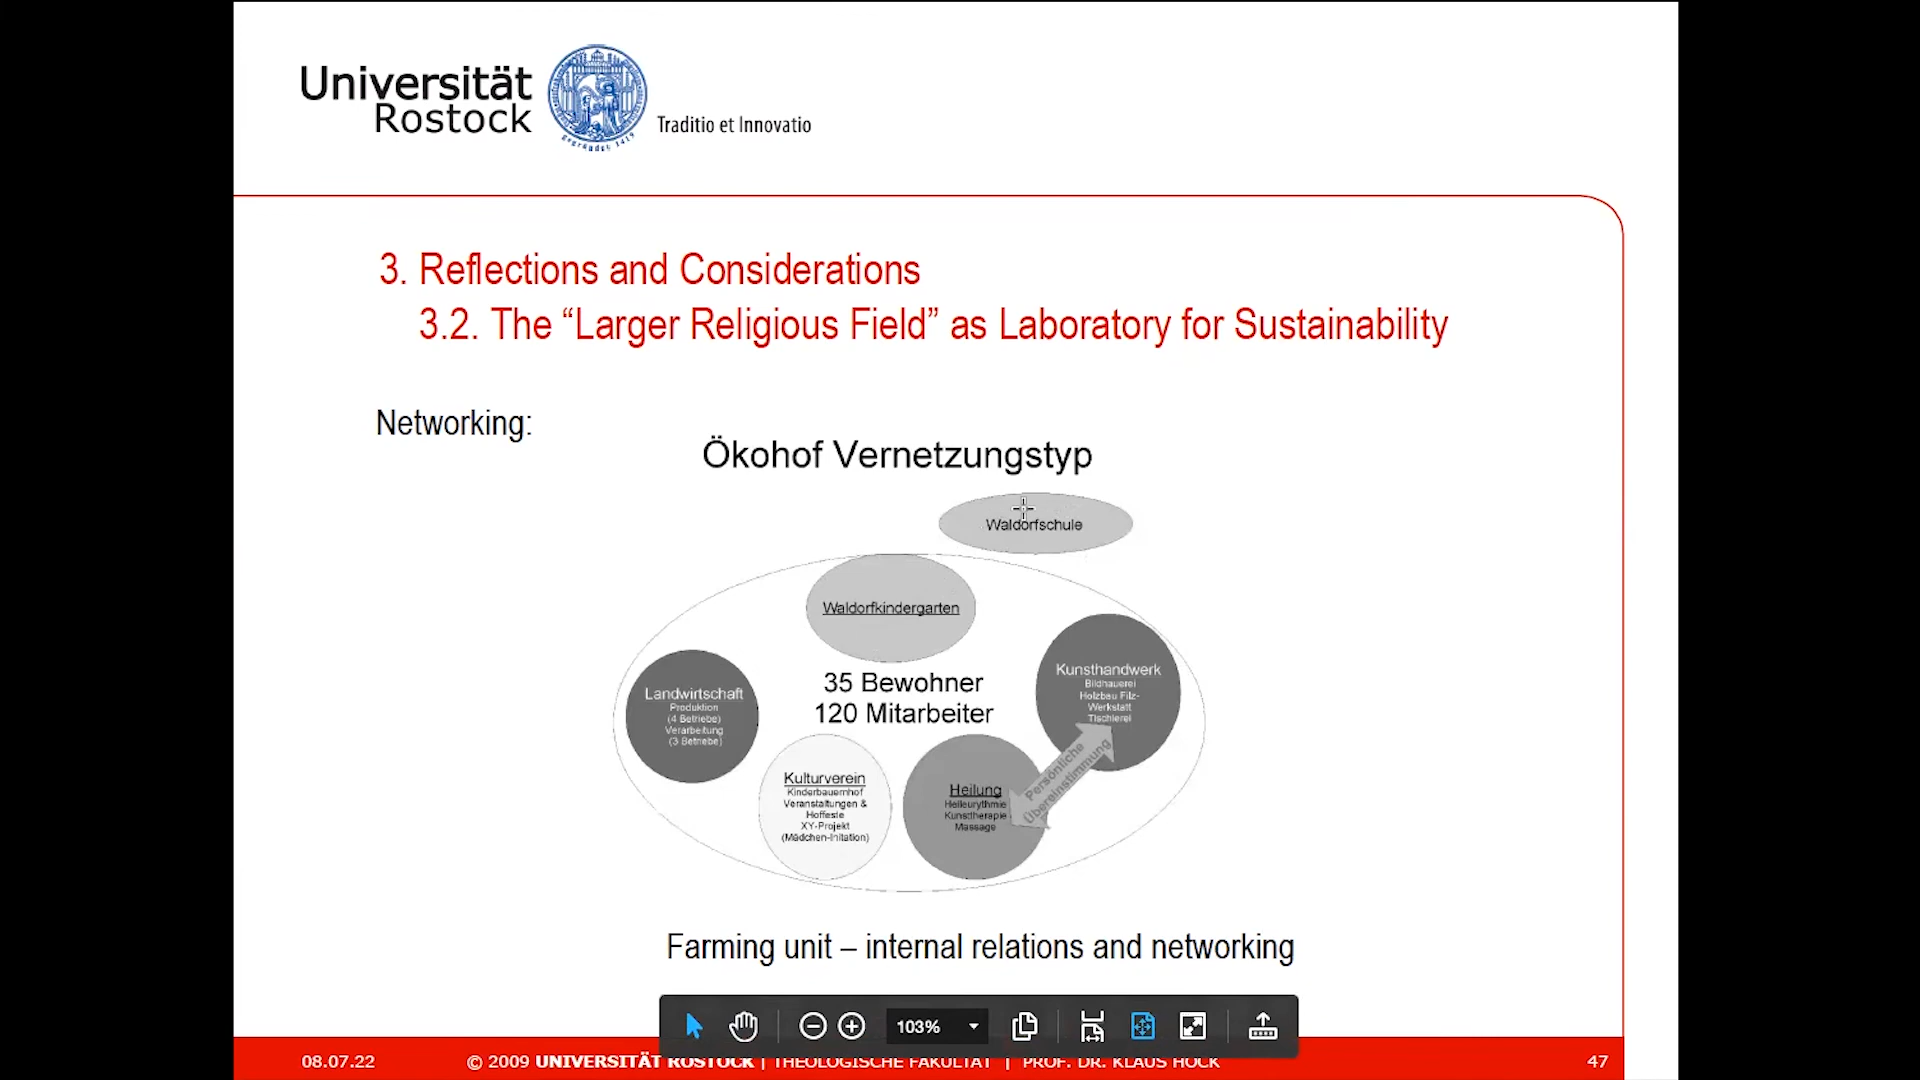 Universität
Rostock
Traditio et Innovatio
gegründet 1419
3. Reflections and Considerations
3.2. The “Larger Religious Field” as Laboratory for Sustainability
Networking:
Ökohof Vernetzungstyp
Waldorfschule
Waldorfkindergarten
35 Bewohner
120 Mitarbeiter
Landwirtschaft
Produktion
(4 Betriebe)
Verarbeitung
(3 Betriebe)
Kunsthandwerk
Bildhauerei
Holzbau Filz-
Werkstatt
Tischlerei
Kulturverein
Kinderbauernhof
Veranstaltungen &
Hoffeste
XY-Projekt
(Mädchen-Initation)
Heilung
Heileurythmie
Kunsttherapie
Massage
Persönliche
Übereinstimmung
Farming unit – internal relations and networking
103%
08.07.22
© 2009 UNIVERSITÄT ROSTOCK | THEOLOGISCHE FAKULTÄT | PROF. DR. KLAUS HOCK
47